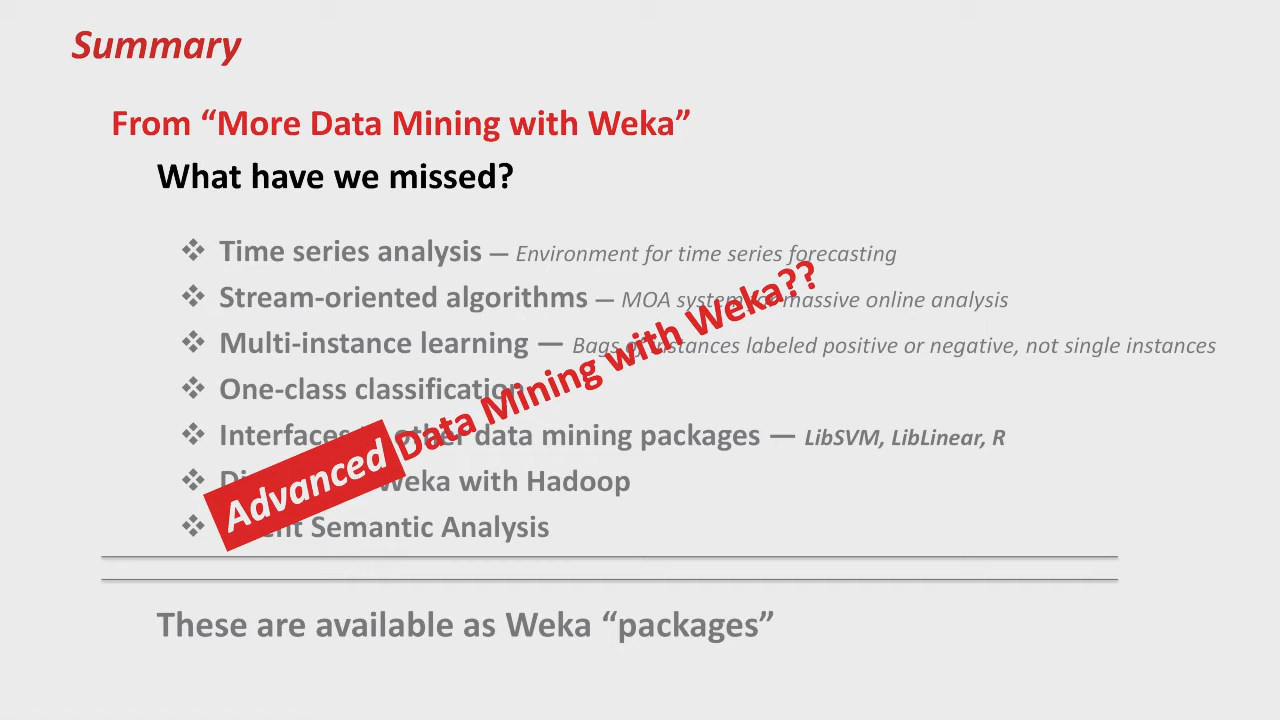 Summary
From “More Data Mining with Weka”
What have we missed?
❖ Time series analysis — Environment for time series forecasting
❖ Stream-oriented algorithms — MOA system for massive online analysis
❖ Multi-instance learning — Bags of instances labeled positive or negative, not single instances
❖ One-class classification
❖ Interfaces to other data mining packages — LibSVM, LibLinear, R
❖ Weka with Hadoop
❖ Semantic Analysis
Advanced Data Mining with Weka??
These are available as Weka “packages”